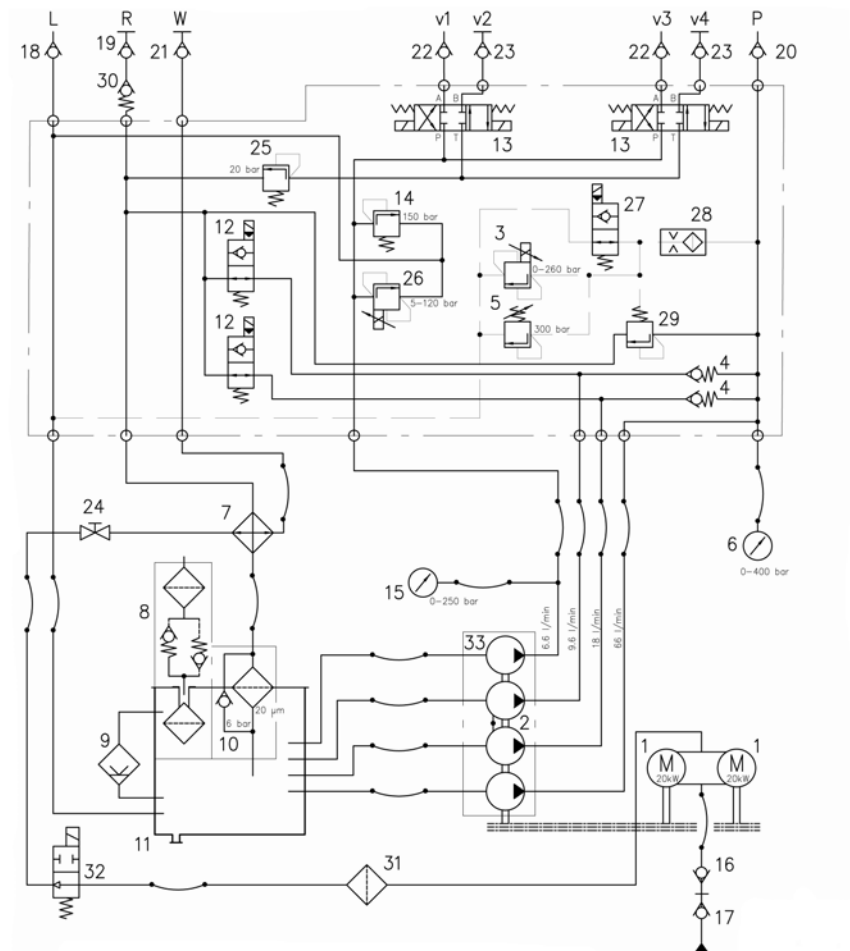 L R W v1 v2 v3 v4 P
18 19 21 22 23 22 23 20
30
A B A B
P T P T
13 13
25
20 bar
14
150 bar
12
27
28
3
0-260 bar
26
5-120 bar
5
300 bar
29
12
4
4
24
7
6
0-400 bar
15
0-250 bar
8
6.6 l/min
9.6 l/min
18 l/min
66 l/min
33
20 µm
6 bar
2
9
10
1 M 20kW M 20kW 1
11
32
31
16
17